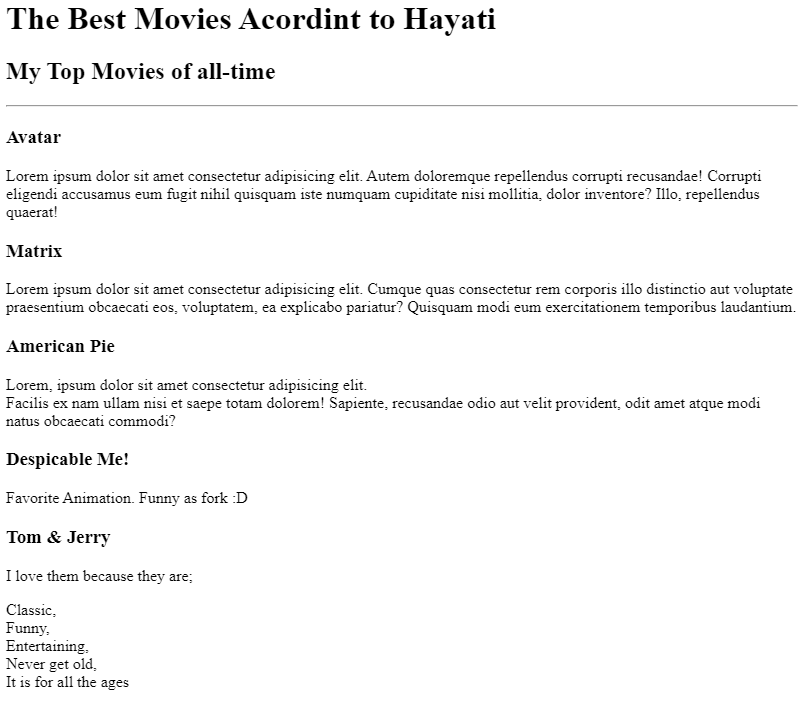 The Best Movies Acordint to Hayati
My Top Movies of all-time
Avatar
Lorem ipsum dolor sit amet consectetur adipisicing elit. Autem doloremque repellendus corrupti recusandae! Corrupti
eligendi accusamus eum fugit nihil quisquam iste numquam cupiditate nisi mollitia, dolor inventore? Illo, repellendus
quaerat!
Matrix
Lorem ipsum dolor sit amet consectetur adipisicing elit. Cumque quas consectetur rem corporis illo distinctio aut voluptate
praesentium obcaecati eos, voluptatem, ea explicabo pariatur? Quisquam modi eum exercitationem temporibus laudantium.
American Pie
Lorem, ipsum dolor sit amet consectetur adipisicing elit.
Facilis ex nam ullam nisi et saepe totam dolorem! Sapiente, recusandae odio aut velit provident, odit amet atque modi
natus obcaecati commodi?
Despicable Me!
Favorite Animation. Funny as fork :D
Tom & Jerry
I love them because they are;
Classic,
Funny,
Entertaining,
Never get old,
It is for all the ages